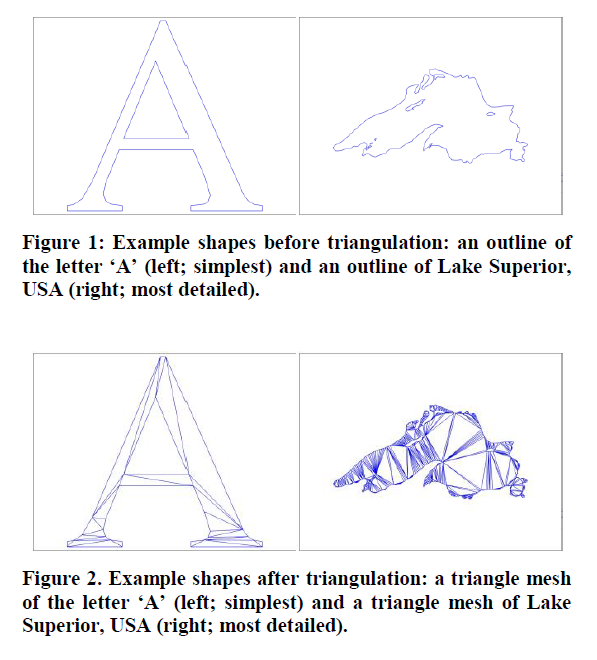 Figure 1: Example shapes before triangulation: an outline of
the letter ‘A’ (left; simplest) and an outline of Lake Superior,
USA (right; most detailed).
Figure 2. Example shapes after triangulation: a triangle mesh
of the letter ‘A’ (left; simplest) and a triangle mesh of Lake
Superior, USA (right; most detailed).